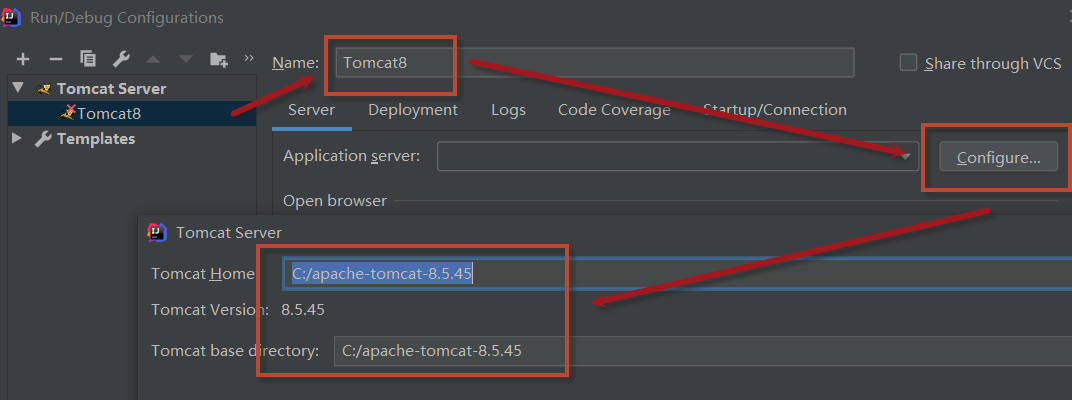 Run/Debug Configurations
»
Name: Tomcat8
Share through VCS
Tomcat Server
Tomcat8
Templates
Server Deployment Logs Code Coverage Startup/Connection
Application server:
Configure...
Open browser
Tomcat Server
Tomcat Home C:/apache-tomcat-8.5.45
Tomcat Version: 8.5.45
Tomcat base directory: C:/apache-tomcat-8.5.45